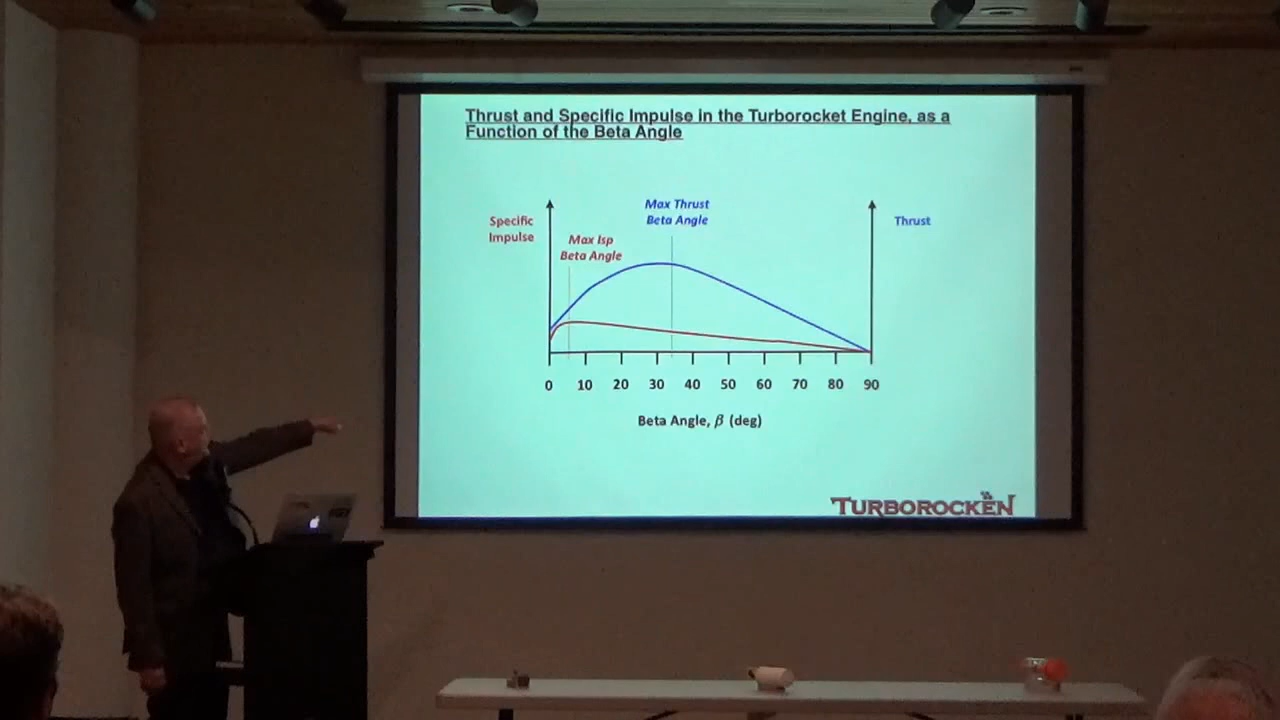 Thrust and Specific Impulse in the Turborocket Engine, as a
Function of the Beta Angle
Max Thrust
Beta Angle
Specific
Impulse
Thrust
Max Isp
Beta Angle
0 10 20 30 40 50 60 70 80 90
Beta Angle, β (deg)
TURBOROCKËN